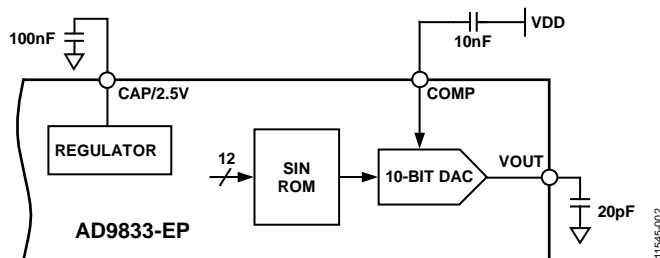 100nF
10nF
VDD
CAP/2.5V
COMP
REGULATOR
12
SIN
ROM
10-BIT DAC
VOUT
20pF
AD9833-EP
11545-002